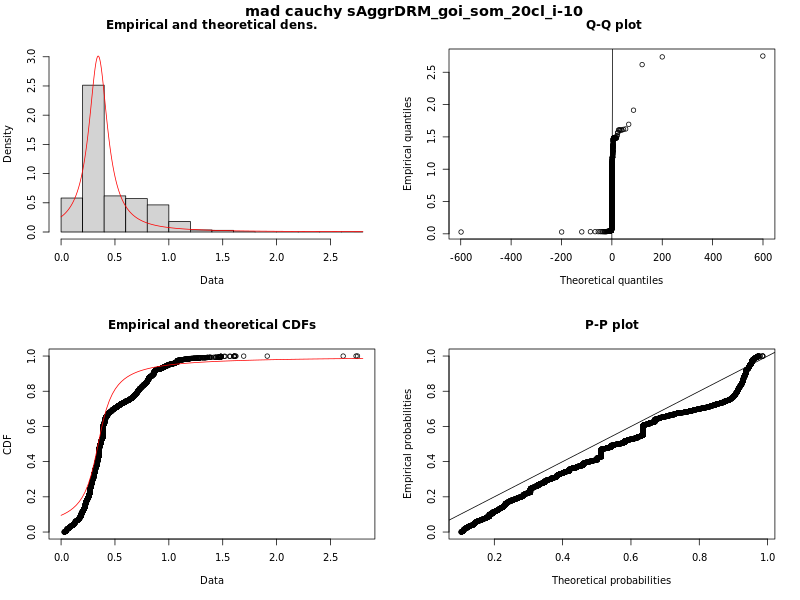 mad cauchy sAggrDRM_goi_som_20cl_i-10
Empirical and theoretical dens.
Density
0.0 0.5 1.0 1.5 2.0 2.5 3.0
0.0 0.5 1.0 1.5 2.0 2.5
Data
Q-Q plot
Empirical quantiles
0.0 0.5 1.0 1.5 2.0 2.5
-600 -400 -200 0 200 400 600
Theoretical quantiles
Empirical and theoretical CDFs
CDF
0.0 0.2 0.4 0.6 0.8 1.0
0.0 0.5 1.0 1.5 2.0 2.5
Data
P-P plot
Empirical probabilities
0.0 0.2 0.4 0.6 0.8 1.0
0.2 0.4 0.6 0.8 1.0
Theoretical probabilities